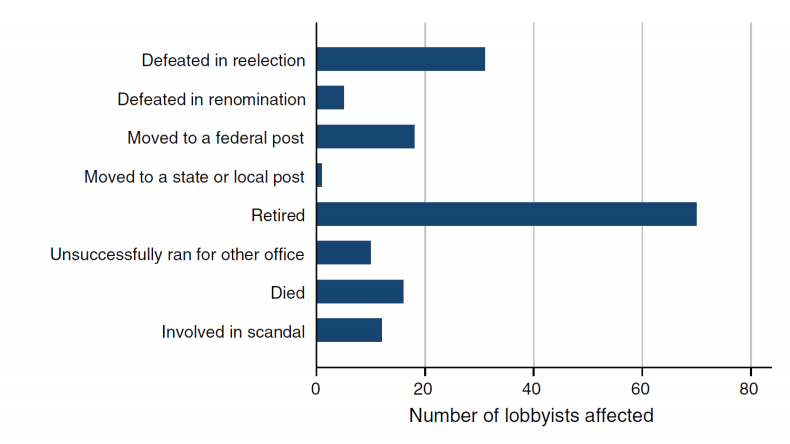 Defeated in reelection
Defeated in renomination
Moved to a federal post
Moved to a state or local post
Retired
Unsuccessfully ran for other office
Died
Involved in scandal
0 20 40 60 80
Number of lobbyists affected